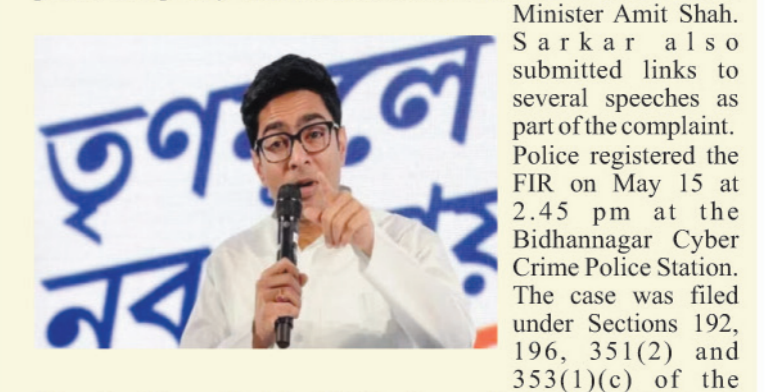 তৃণমূলে
নব
Minister Amit Shah.
Sarkar also
submitted links to
several speeches as
part of the complaint.
Police registered the
FIR on May 15 at
2.45 pm at the
Bidhannagar Cyber
Crime Police Station.
The case was filed
under Sections 192,
196, 351(2) and
353(1)(c) of the